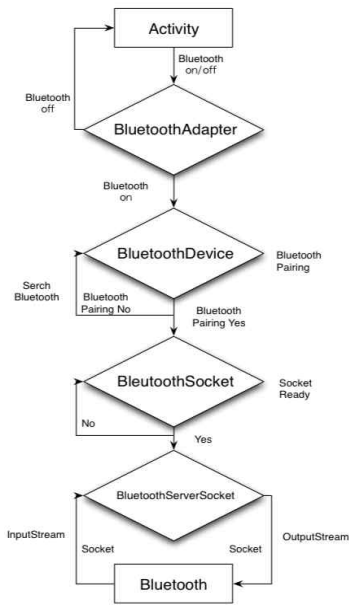 Activity
Bluetooth
on/off
Bluetooth
off
BluetoothAdapter
Bluetooth
on
BluetoothDevice
Bluetooth
Pairing
Serch
Bluetooth
Bluetooth
Pairing No
Bluetooth
Pairing Yes
BleutoothSocket
Socket
Ready
No
Yes
BluetoothServerSocket
InputStream
OutputStream
Socket
Socket
Bluetooth